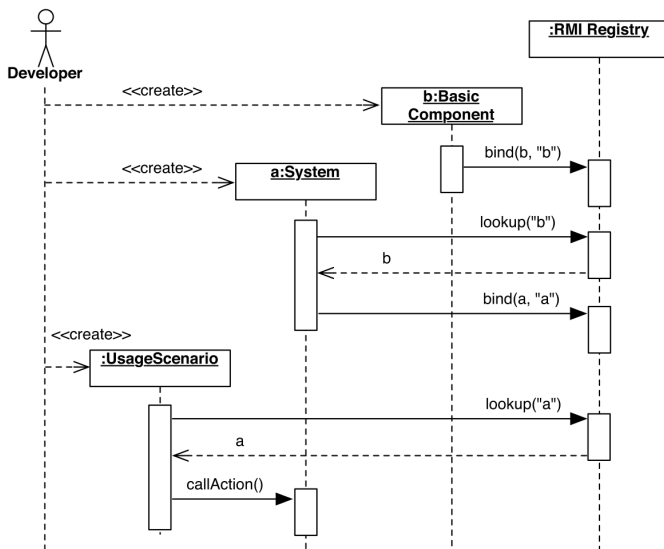 :RMI Registry
Developer
<<create>>
b:Basic
Component
bind(b, "b")
<<create>>
a:System
lookup("b")
b
bind(a, "a")
<<create>>
:UsageScenario
lookup("a")
a
callAction()